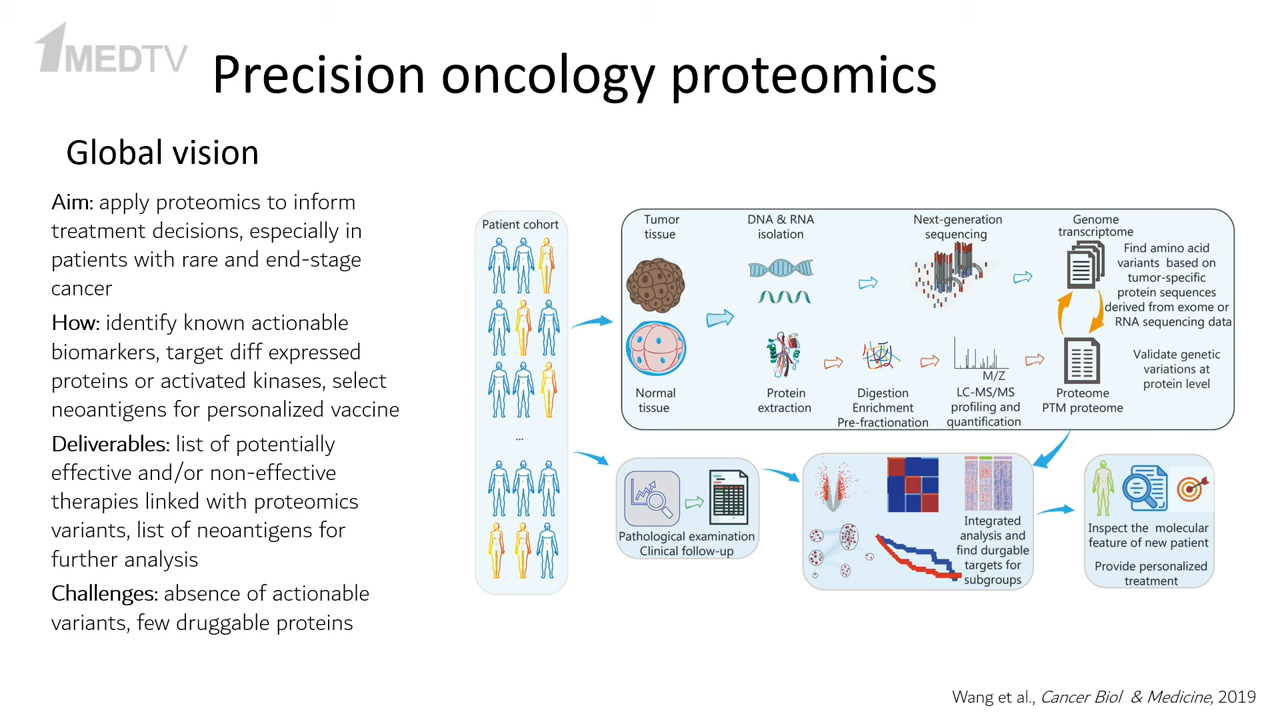 1MEDTV
Precision oncology proteomics
Global vision
Aim: apply proteomics to inform
treatment decisions, especially in
patients with rare and end-stage
cancer
How: identify known actionable
biomarkers, target diff expressed
proteins or activated kinases, select
neoantigens for personalized vaccine
Deliverables: list of potentially
effective and/or non-effective
therapies linked with proteomics
variants, list of neoantigens for
further analysis
Challenges: absence of actionable
variants, few druggable proteins
Patient cohort
...
Tumor
tissue
DNA & RNA
isolation
Next-generation
sequencing
Genome
transcriptome
Find amino acid
variants based on
tumor-specific
protein sequences
derived from exome or
RNA sequencing data
Validate genetic
variations at
protein level
Normal
tissue
Protein
extraction
Digestion
Enrichment
Pre-fractionation
M/Z
LC-MS/MS
profiling and
quantification
Proteome
PTM proteome
Pathological examination
Clinical follow-up
Integrated
analysis and
find durgable
targets for
subgroups
Inspect the molecular
feature of new patient
Provide personalized
treatment
Wang et al., Cancer Biol & Medicine, 2019